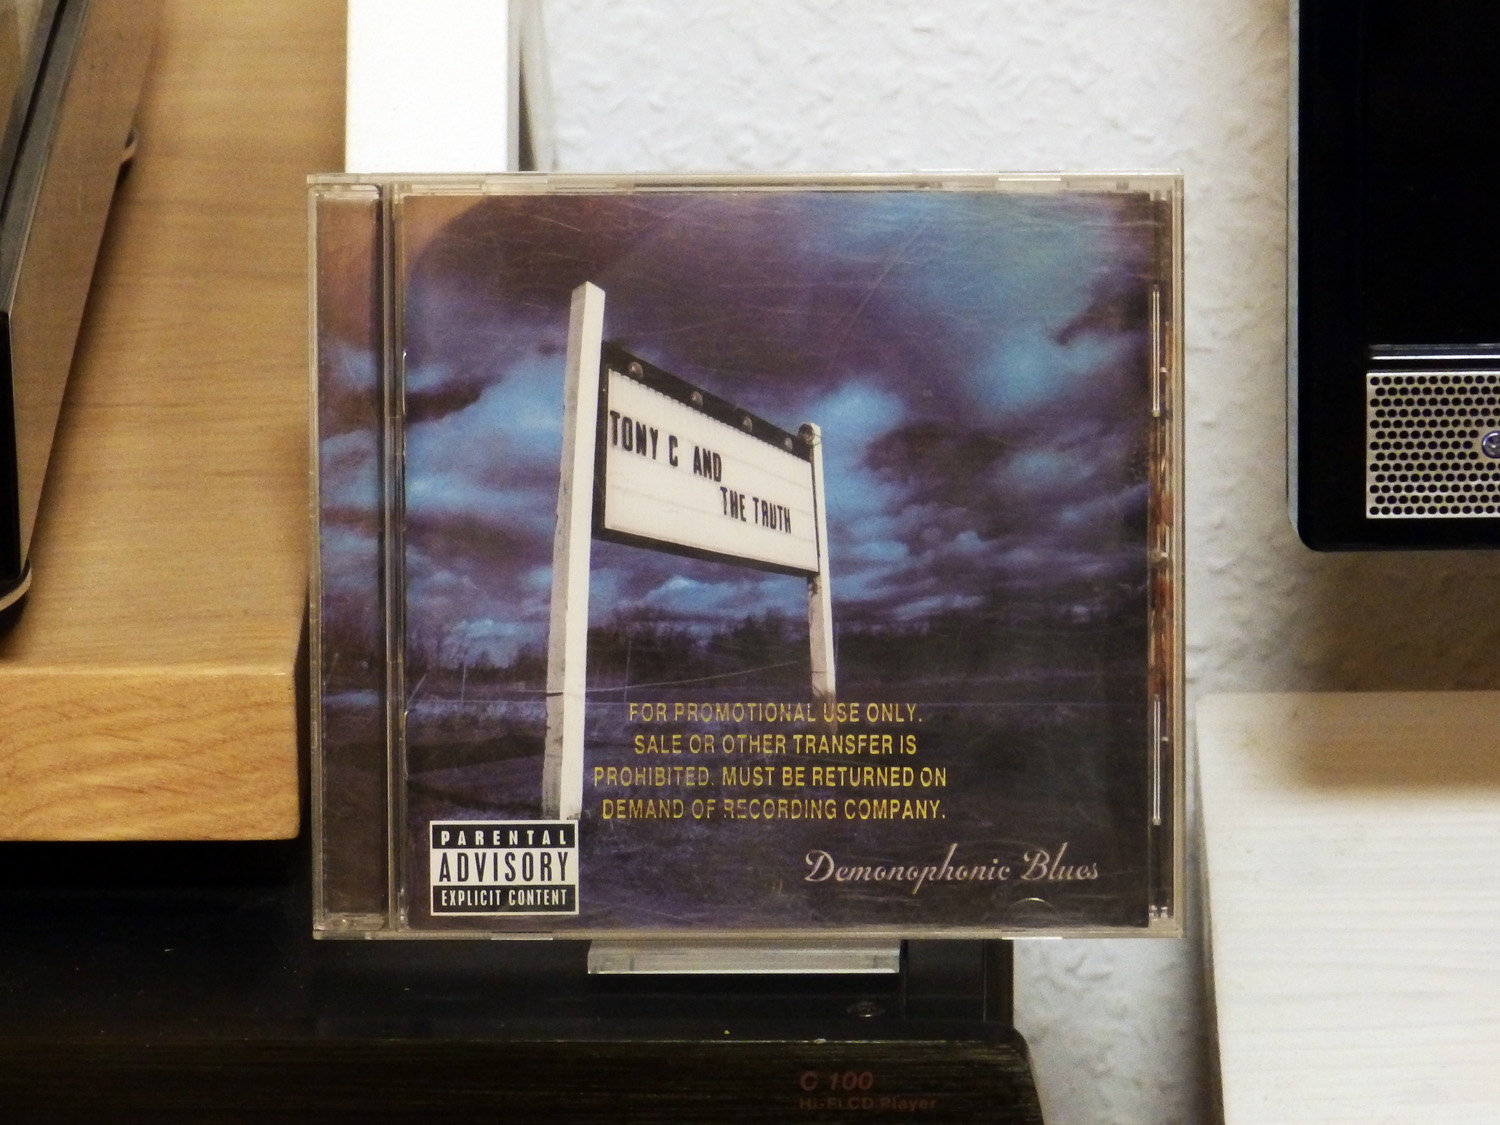 TONY C AND
THE TRUTH
FOR PROMOTIONAL USE ONLY.
SALE OR OTHER TRANSFER IS
PROHIBITED. MUST BE RETURNED ON
DEMAND OF RECORDING COMPANY.
PARENTAL
ADVISORY
EXPLICIT CONTENT
Demonophonic Blues
C 100
Hi-Fi CD Player